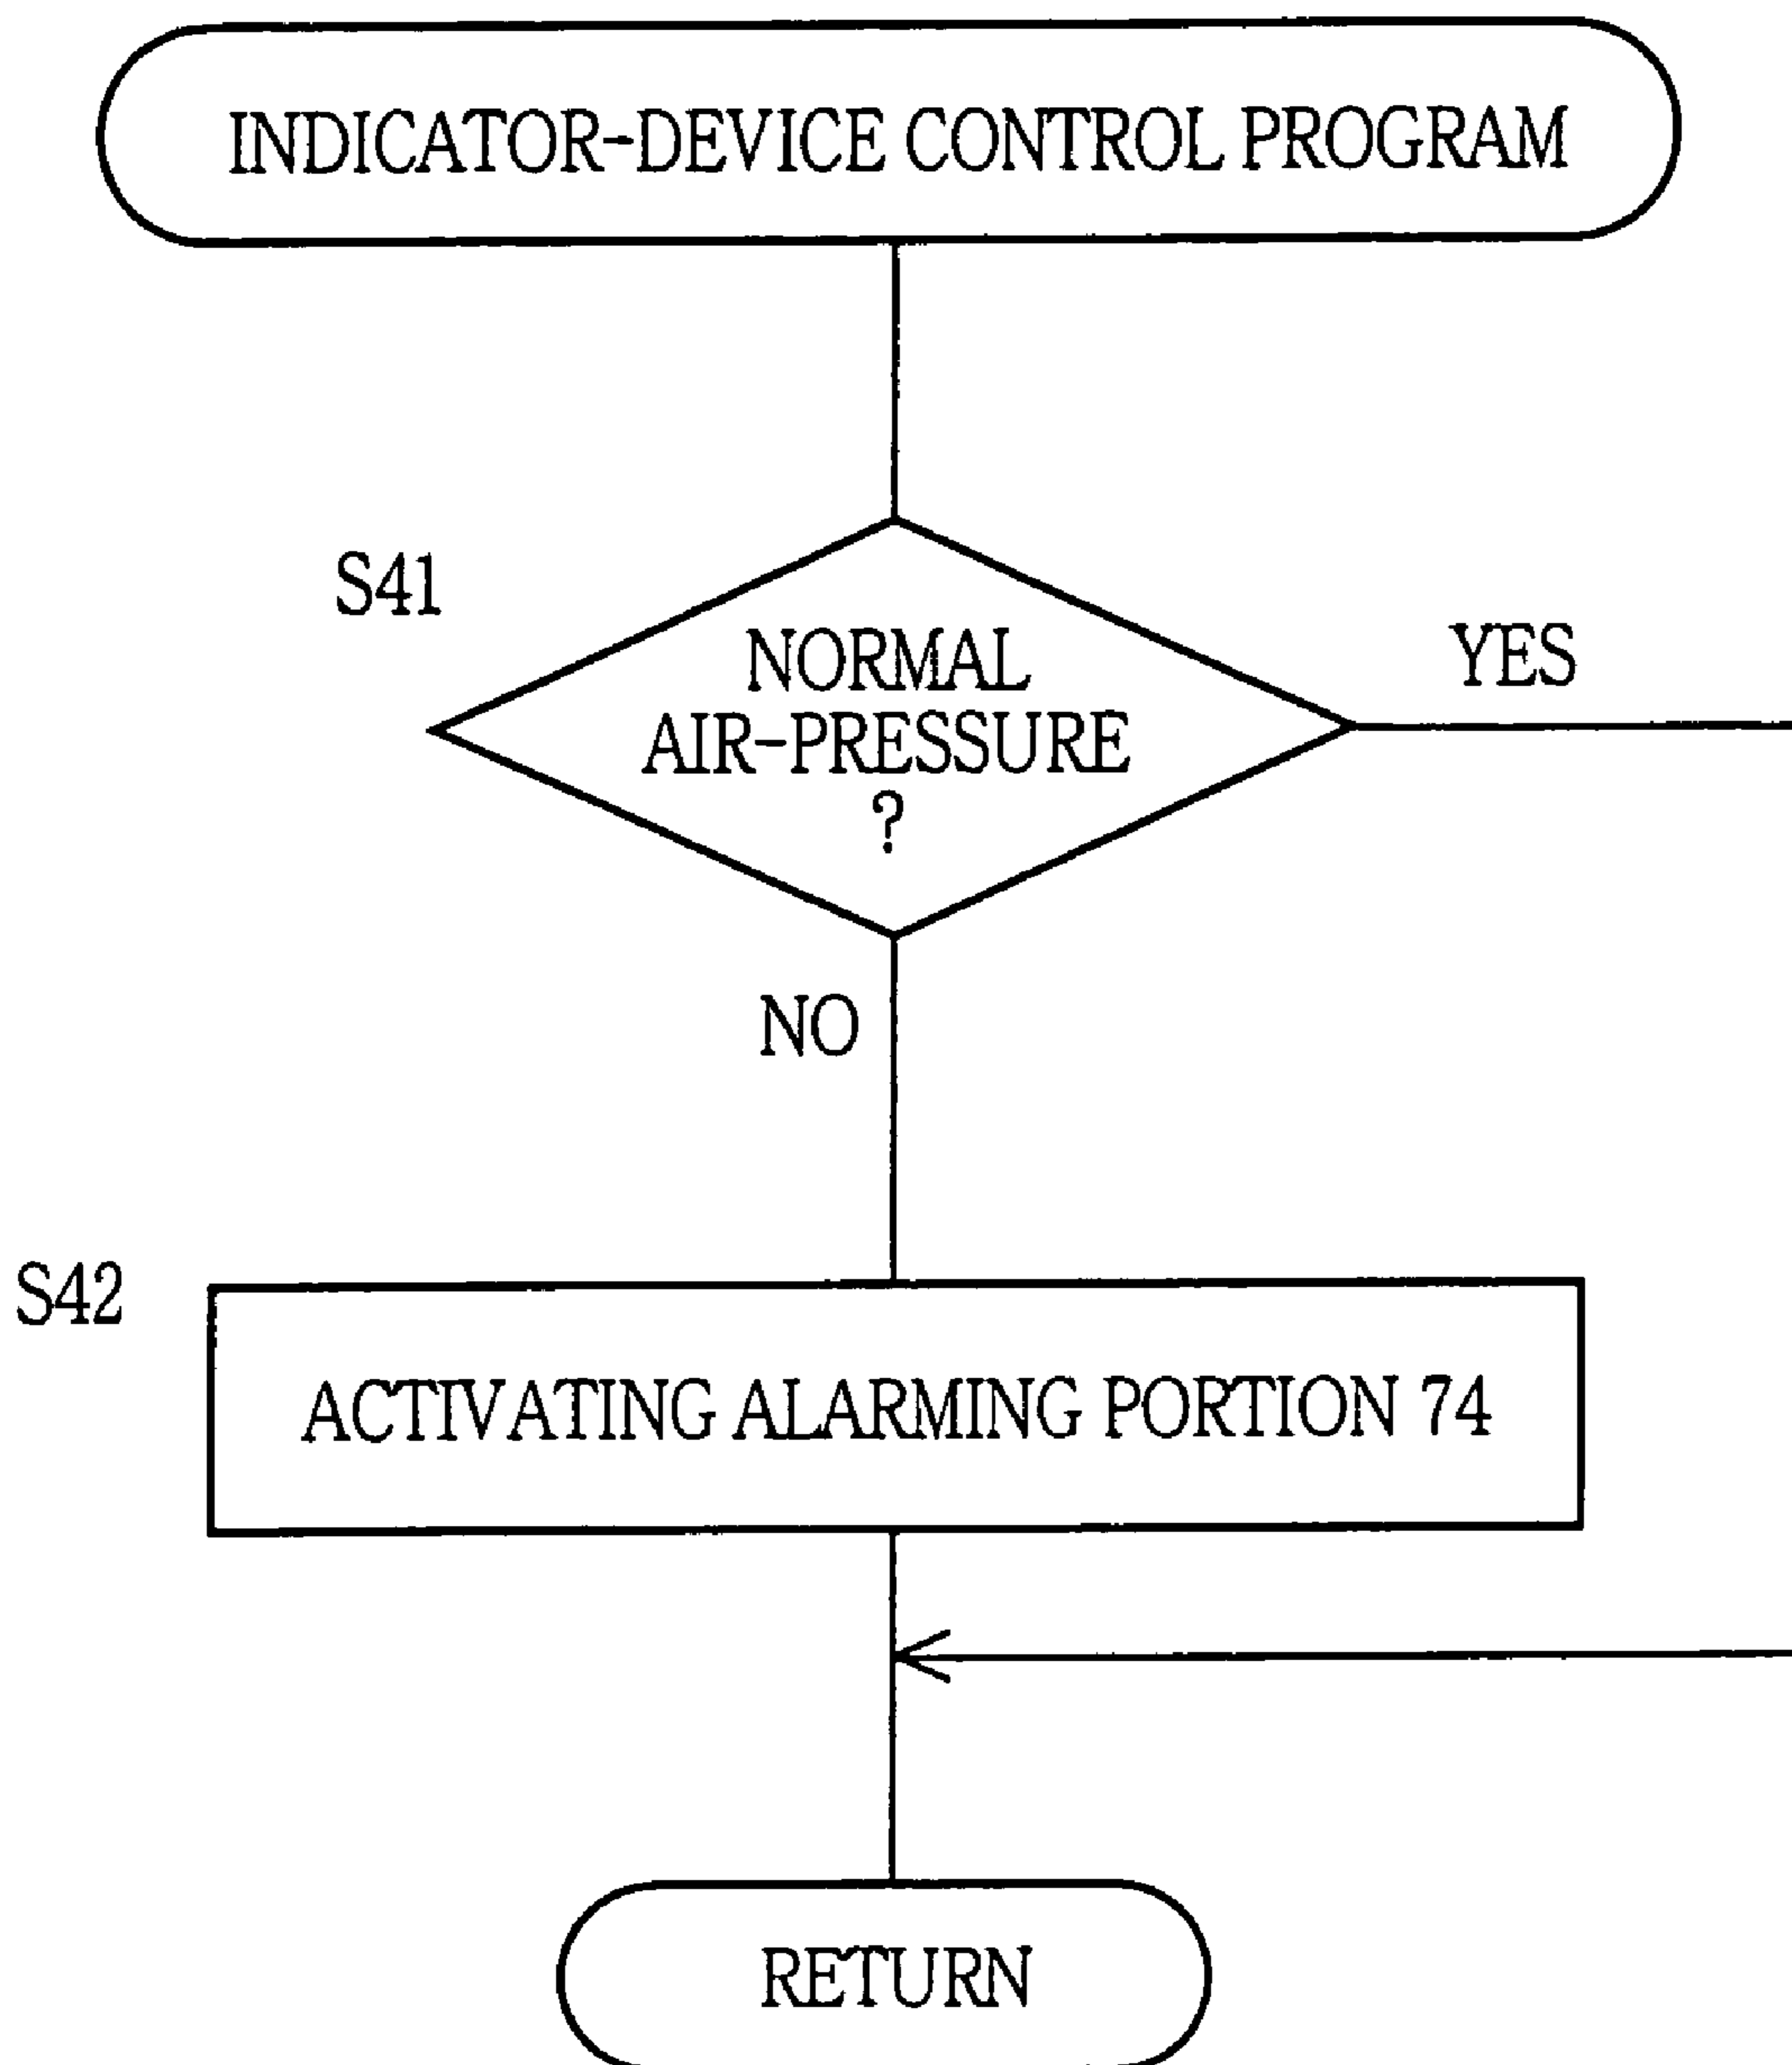 INDICATOR-DEVICE CONTROL PROGRAM
S41
NORMAL
AIR-PRESSURE
?
YES
NO
S42
ACTIVATING ALARMING PORTION 74
RETURN